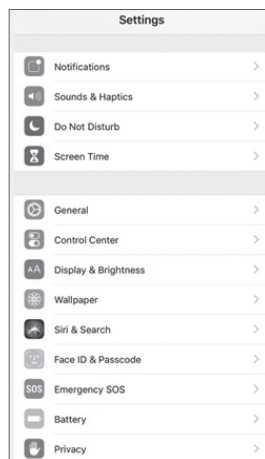 Settings
Notifications
Sounds & Haptics
Do Not Disturb
Screen Time
General
Control Center
AA Display & Brightness
Wallpaper
Siri & Search
Face ID & Passcode
SOS Emergency SOS
Battery
Privacy